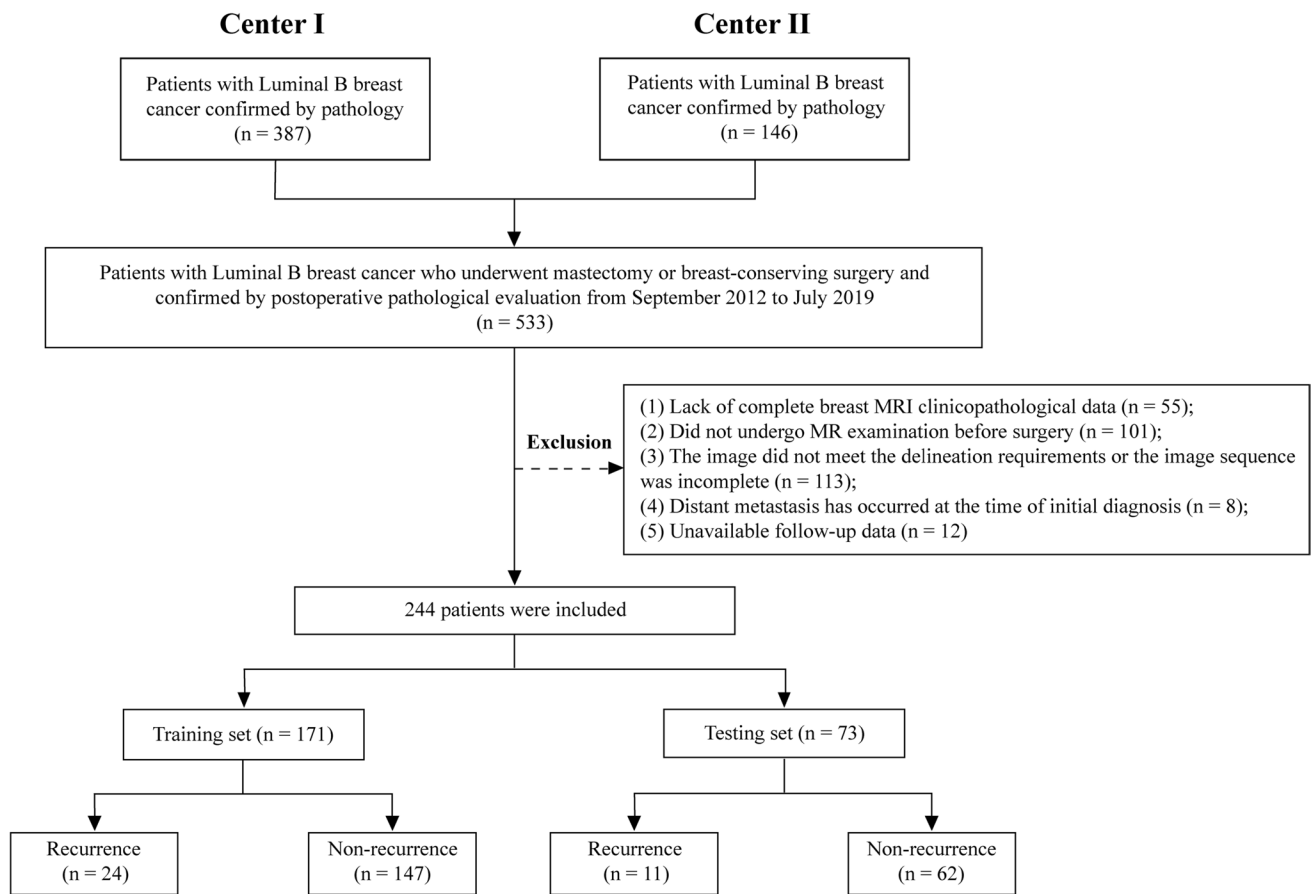 Center I
Center II
Patients with Luminal B breast
cancer confirmed by pathology
(n = 387)
Patients with Luminal B breast
cancer confirmed by pathology
(n = 146)
Patients with Luminal B breast cancer who underwent mastectomy or breast-conserving surgery and
confirmed by postoperative pathological evaluation from September 2012 to July 2019
(n = 533)
Exclusion
(1) Lack of complete breast MRI clinicopathological data (n = 55);
(2) Did not undergo MR examination before surgery (n = 101);
(3) The image did not meet the delineation requirements or the image sequence
was incomplete (n = 113);
(4) Distant metastasis has occurred at the time of initial diagnosis (n = 8);
(5) Unavailable follow-up data (n = 12)
244 patients were included
Training set (n = 171)
Testing set (n = 73)
Recurrence
(n = 24)
Non-recurrence
(n = 147)
Recurrence
(n = 11)
Non-recurrence
(n = 62)